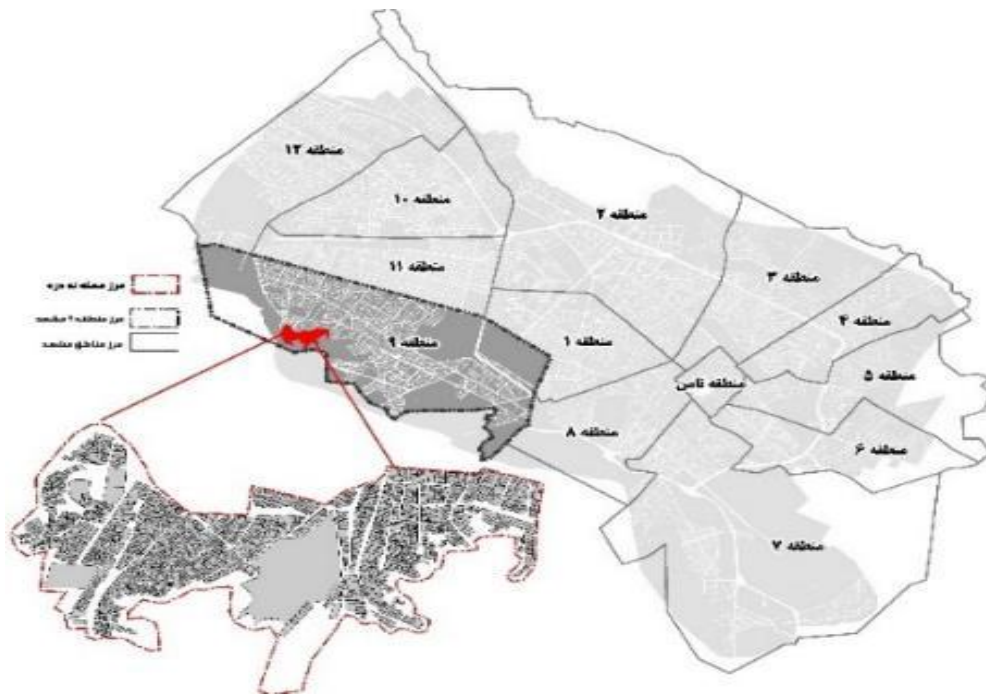 منطقه ۱۲
منطقه ۱۰
منطقه ۲
منطقه ۱۱
منطقه ۳
منطقه ۴
منطقه ۹
منطقه ۱
منطقه ثامن
منطقه ۵
منطقه ۸
منطقه ۶
منطقه ۷
مرز محله نه دره
مرز منطقه ۹ مشهد
مرز مناطق مشهد